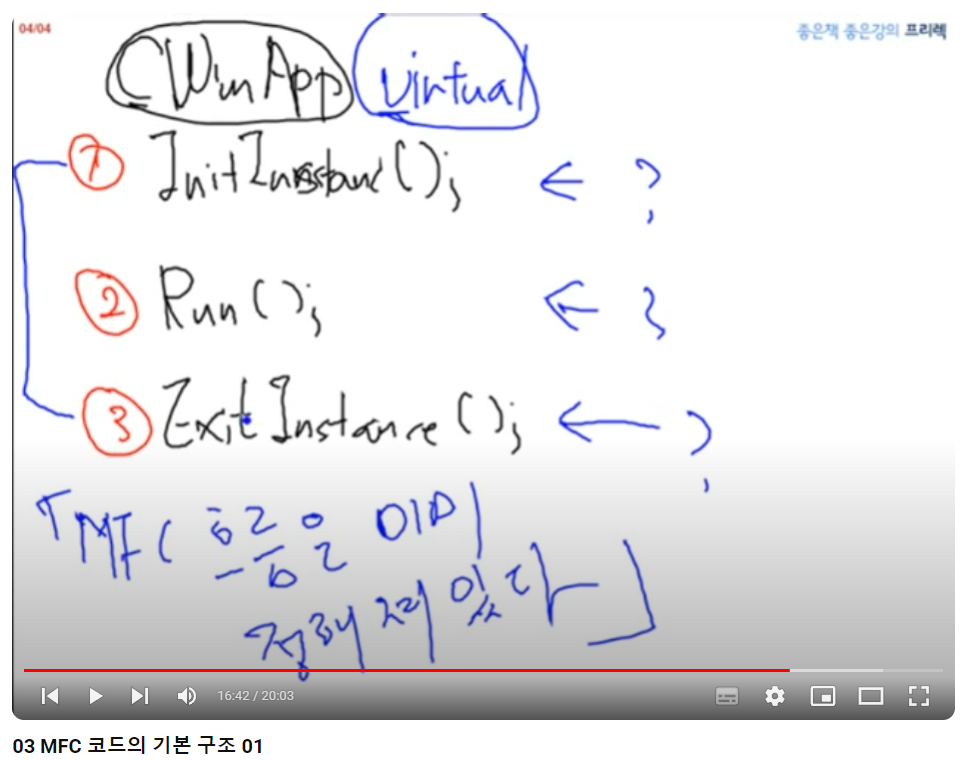 04/04
좋은책 좋은강의 프리렉
CWinApp virtual
① InitInstance(); ← ?
② Run(); ← ?
③ ExitInstance(); ← ?
「MFC 흐름은 이미
정해져 있다」
16:42 / 20:03
03 MFC 코드의 기본 구조 01